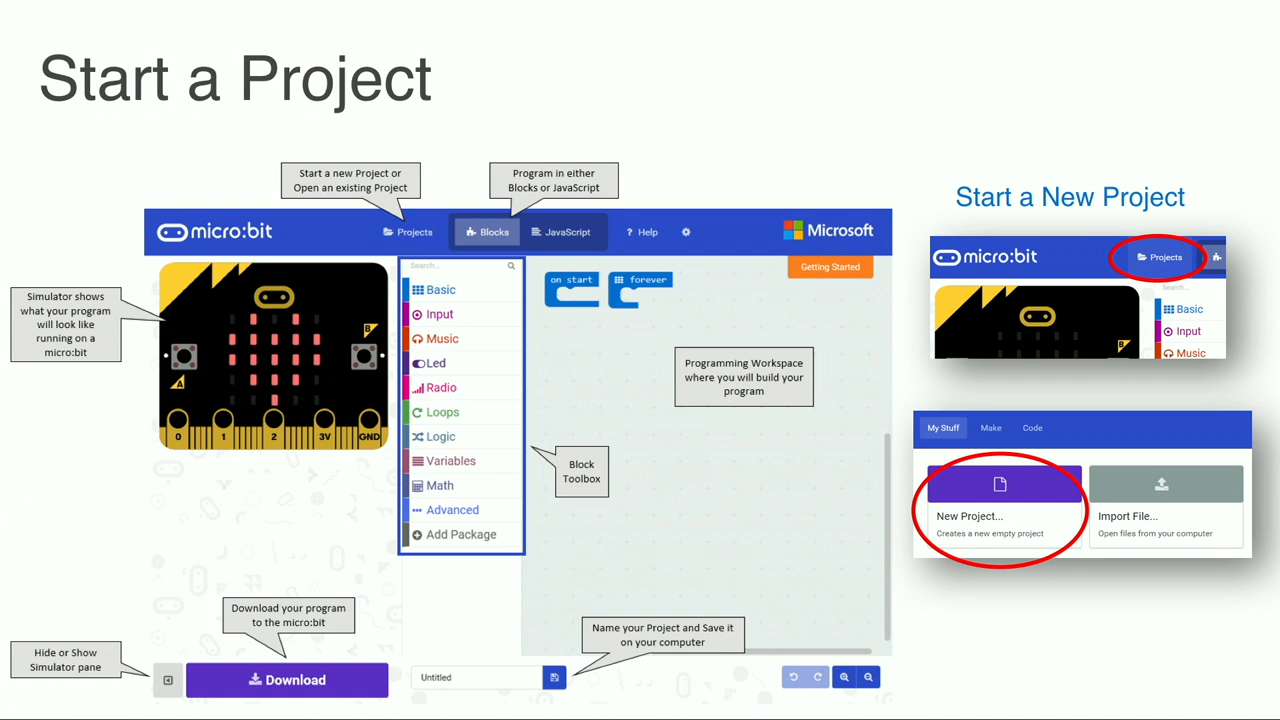 Start a Project
Start a new Project or
Open an existing Project
Program in either
Blocks or JavaScript
micro:bit
Projects
Blocks
JavaScript
? Help
Microsoft
Getting Started
Simulator shows
what your program
will look like
running on a
micro:bit
A
B
0
1
2
3V
GND
Search...
Basic
Input
Music
Led
Radio
Loops
Logic
Variables
Math
Advanced
Add Package
on start
forever
Programming Workspace
where you will build your
program
Block
Toolbox
Download your program
to the micro:bit
Name your Project and Save it
on your computer
Hide or Show
Simulator pane
Download
Untitled
Start a New Project
micro:bit
Projects
Search...
Basic
Input
Music
B
My Stuff
Make
Code
New Project...
Creates a new empty project
Import File...
Open files from your computer